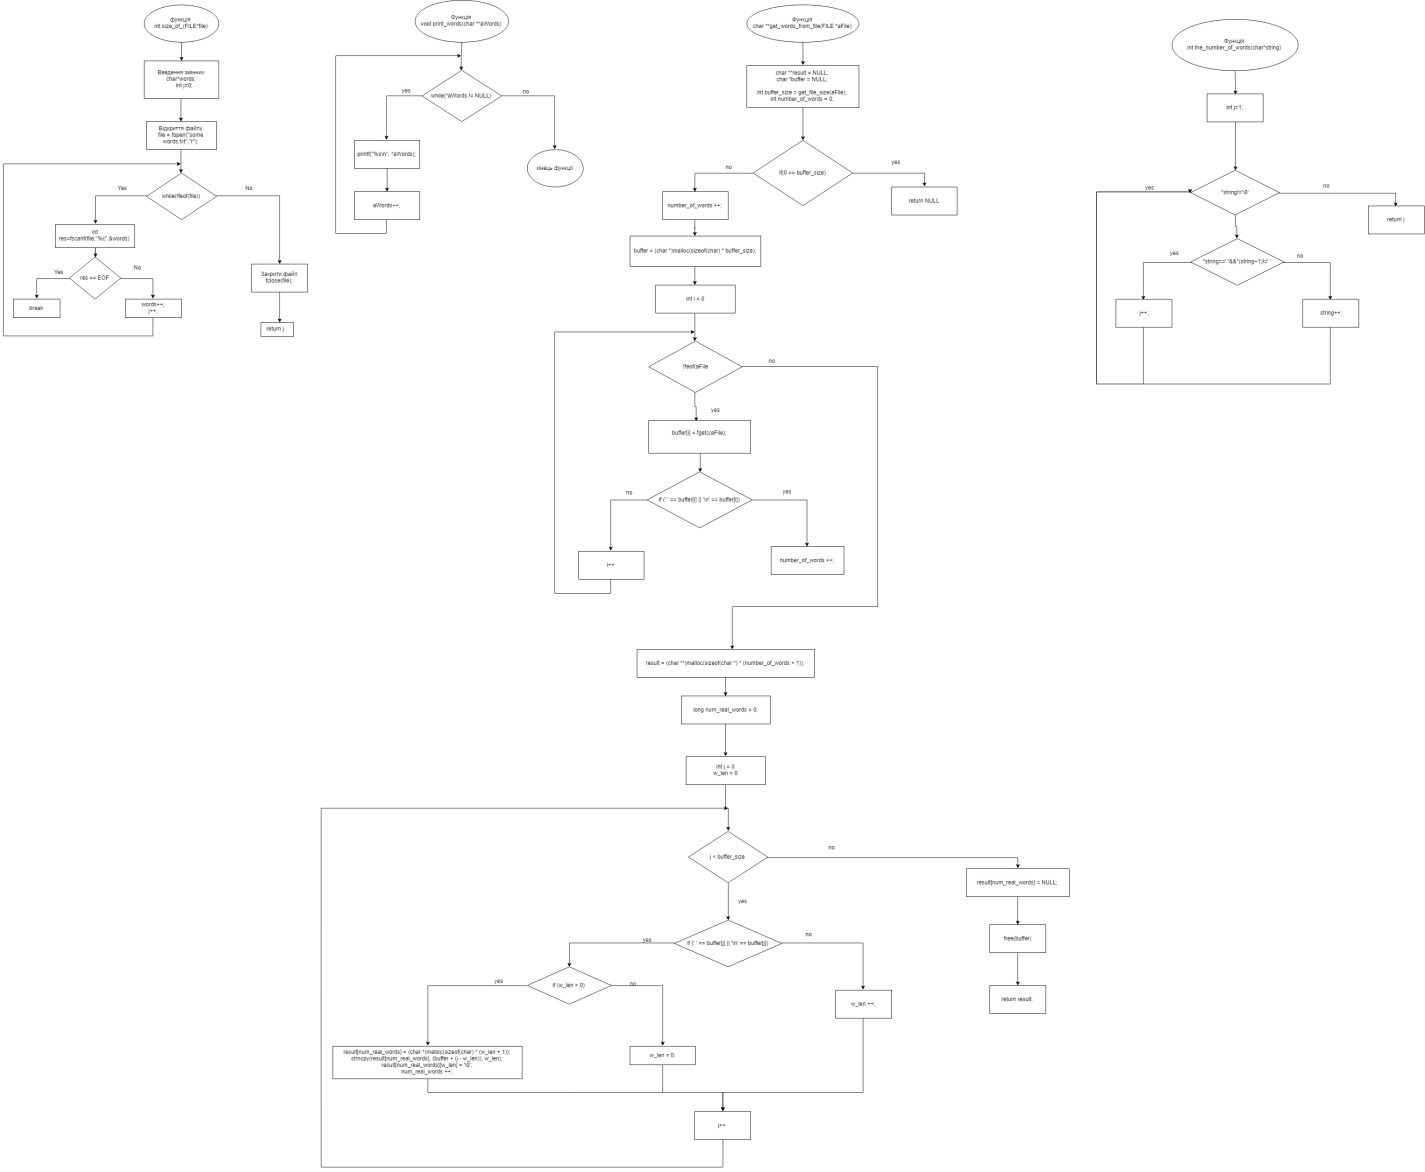 Функція
int size_of_(FILE*file)
Введення змінних
char*words;
int j=0;
Відкриття файлу
file = fopen("some
words.txt","r");
while(!feof(file))
Yes
No
int
res=fscanf(file,"%c",&words)
res == EOF
Yes
No
break
words++;
j++;
Закрити файл
fclose(file);
return j
Функція
void print_words(char **aWords)
while(*aWords != NULL)
yes
no
printf("%s\n", *aWords);
aWords++;
кінець функції
Функція
char **get_words_from_file(FILE *aFile)
char **result = NULL;
char *buffer = NULL;
int buffer_size = get_file_size(aFile);
int number_of_words = 0;
if(0 == buffer_size)
no
yes
return NULL
number_of_words ++;
buffer = (char *)malloc(sizeof(char) * buffer_size);
int i = 0
!feof(aFile
no
yes
buffer[i] = fgetc(aFile);
if (' ' == buffer[i] || '\n' == buffer[i])
no
yes
i++
number_of_words ++;
result = (char **)malloc(sizeof(char *) * (number_of_words + 1));
long num_real_words = 0;
int j = 0
w_len = 0
j < buffer_size
no
yes
result[num_real_words] = NULL;
free(buffer)
return result;
if (' ' == buffer[j] || '\n' == buffer[j])
yes
no
if (w_len > 0)
yes
no
w_len ++;
result[num_real_words] = (char *)malloc(sizeof(char) * (w_len + 1));
strncpy(result[num_real_words], (buffer + (j - w_len)), w_len);
result[num_real_words][w_len] = '\0';
num_real_words ++;
w_len = 0;
j++
Функція
int the_number_of_words(char*string)
int j=1;
*string!='\0'
yes
no
return j
*string==' '&&*(string+1)!=' '
yes
no
j++;
string++;